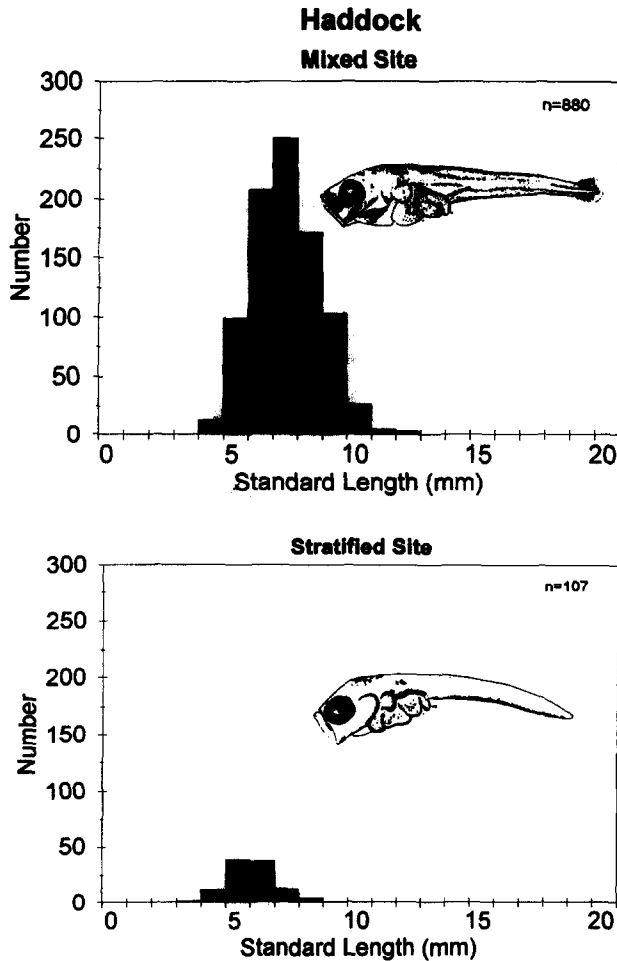 Haddock
Mixed Site
300
250
200
150
100
50
0
Number
n=880
0 5 10 15 20
Standard Length (mm)
Stratified Site
300
250
200
150
100
50
0
Number
n=107
0 5 10 15 20
Standard Length (mm)